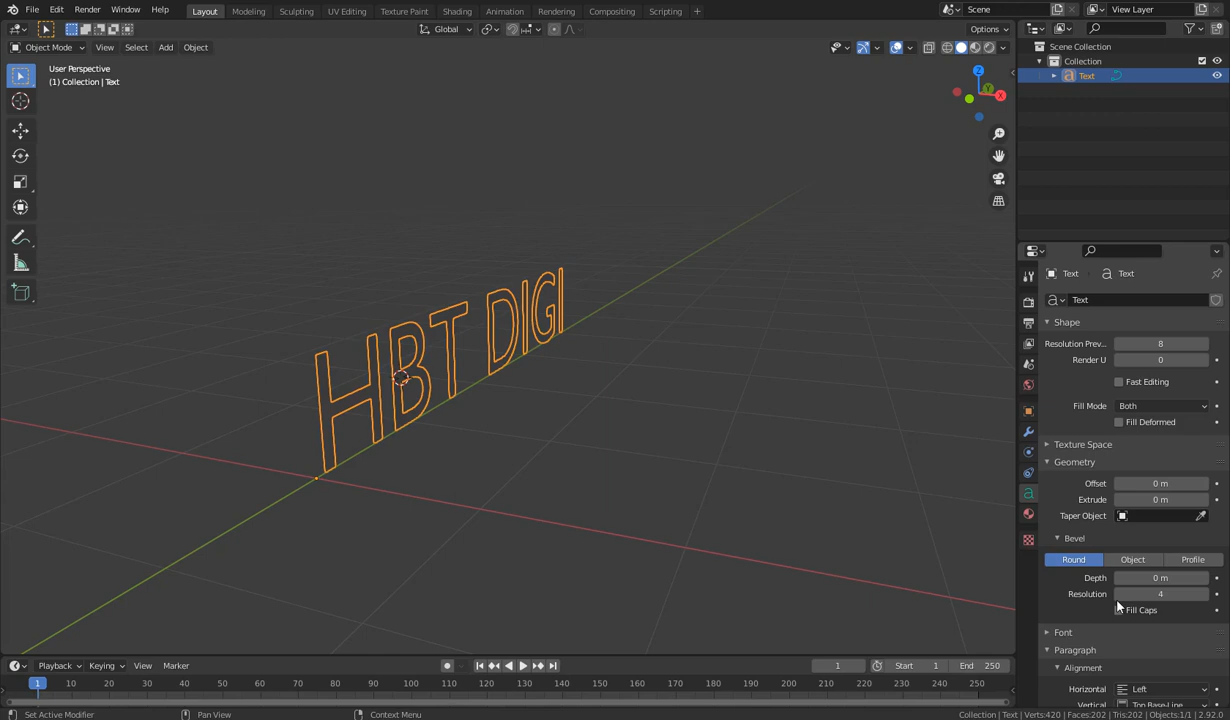 File Edit Render Window Help Layout Modeling Sculpting UV Editing Texture Paint Shading Animation Rendering Compositing Scripting + Scene View Layer
Global Options
Object Mode View Select Add Object
User Perspective
(1) Collection | Text
Z
Y
X
HBT DIGI
Scene Collection
Collection
Text
Text Text
Text
Shape
Resolution Prev... 8
Render U 0
Fast Editing
Fill Mode Both
Fill Deformed
Texture Space
Geometry
Offset 0 m
Extrude 0 m
Taper Object
Bevel
Round Object Profile
Depth 0 m
Resolution 4
Fill Caps
Font
Paragraph
Alignment
Horizontal Left
Vertical Top Base-Line
Playback Keying View Marker 1 Start 1 End 250
1 10 20 30 40 50 60 70 80 90 100 110 120 130 140 150 160 170 180 190 200 210 220 230 240 250
Set Active Modifier Pan View Context Menu Collection | Text | Verts:420 | Faces:202 | Tris:202 | Objects:1/1 | 2.92.0